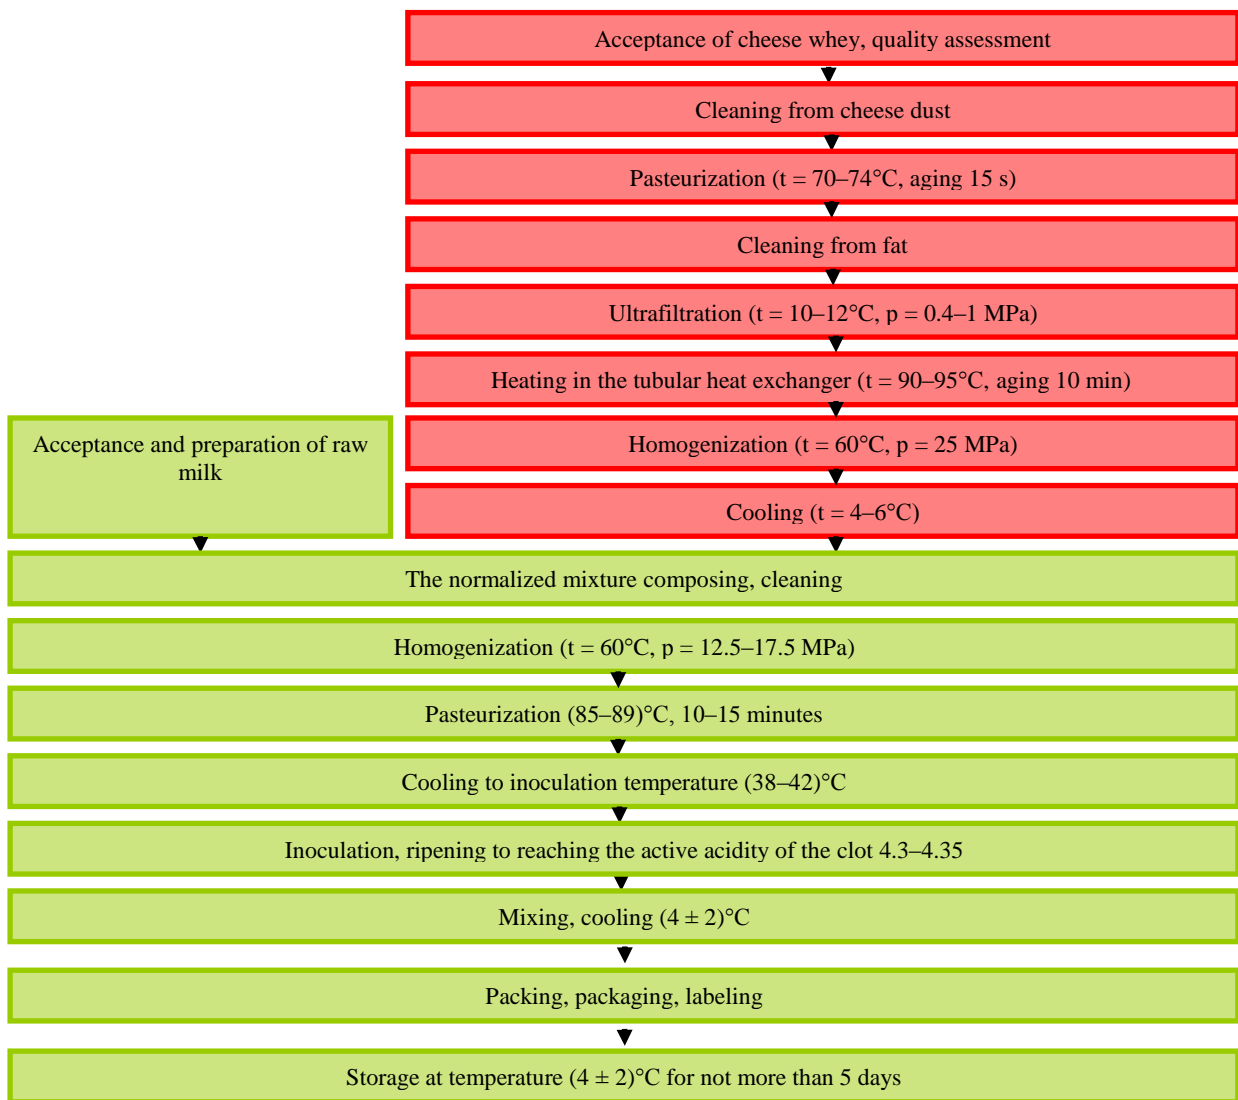 Acceptance of cheese whey, quality assessment
Cleaning from cheese dust
Pasteurization (t = 70–74°C, aging 15 s)
Cleaning from fat
Ultrafiltration (t = 10–12°C, p = 0.4–1 MPa)
Heating in the tubular heat exchanger (t = 90–95°C, aging 10 min)
Homogenization (t = 60°C, p = 25 MPa)
Cooling (t = 4–6°C)
Acceptance and preparation of raw
milk
The normalized mixture composing, cleaning
Homogenization (t = 60°C, p = 12.5–17.5 MPa)
Pasteurization (85–89)°C, 10–15 minutes
Cooling to inoculation temperature (38–42)°C
Inoculation, ripening to reaching the active acidity of the clot 4.3–4.35
Mixing, cooling (4 ± 2)°C
Packing, packaging, labeling
Storage at temperature (4 ± 2)°C for not more than 5 days